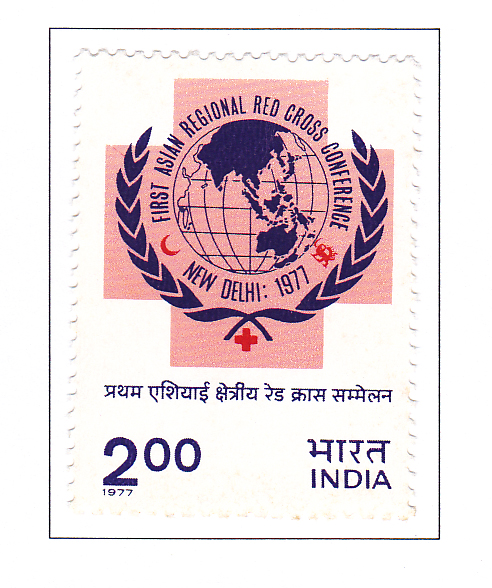 FIRST ASIAN REGIONAL RED CROSS CONFERENCE
NEW DELHI: 1977
प्रथम एशियाई क्षेत्रीय रेड क्रास सम्मेलन
2.00
भारत
1977
INDIA